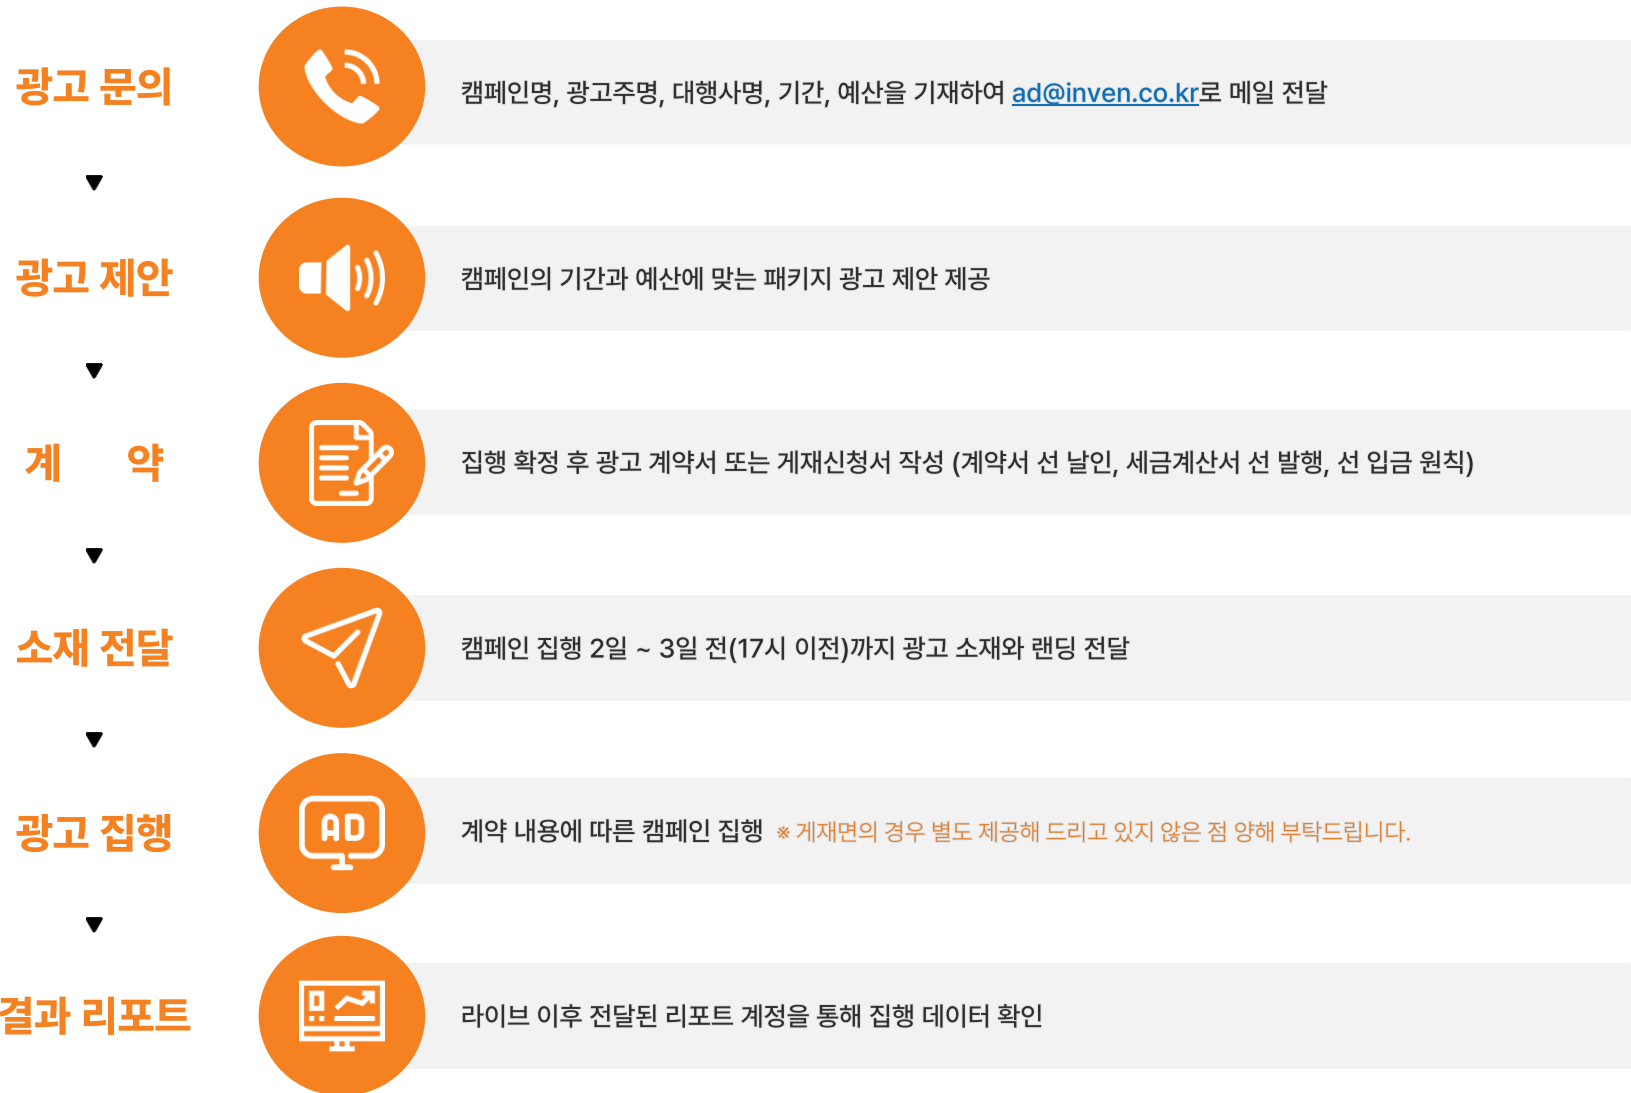 광고 문의
캠페인명, 광고주명, 대행사명, 기간, 예산을 기재하여 ad@inven.co.kr로 메일 전달
▼
광고 제안
캠페인의 기간과 예산에 맞는 패키지 광고 제안 제공
▼
계 약
집행 확정 후 광고 계약서 또는 게재신청서 작성 (계약서 선 날인, 세금계산서 선 발행, 선 입금 원칙)
▼
소재 전달
캠페인 집행 2일 ~ 3일 전(17시 이전)까지 광고 소재와 랜딩 전달
▼
광고 집행
AD
계약 내용에 따른 캠페인 집행 ※ 게재면의 경우 별도 제공해 드리고 있지 않은 점 양해 부탁드립니다.
▼
결과 리포트
라이브 이후 전달된 리포트 계정을 통해 집행 데이터 확인